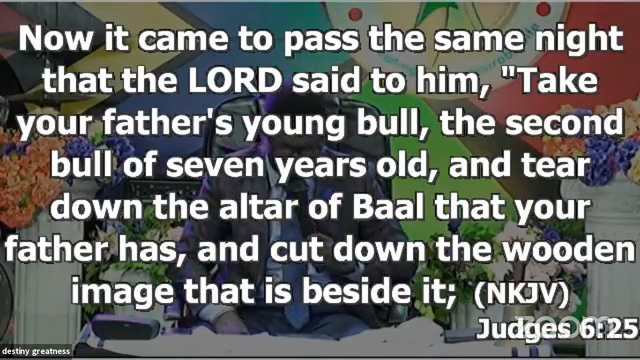 Now it came to pass the same night
that the LORD said to him, "Take
your father's young bull, the second
bull of seven years old, and tear
down the altar of Baal that your
father has, and cut down the wooden
image that is beside it; (NKJV)
Judges 6:25
zoom
destiny greatness